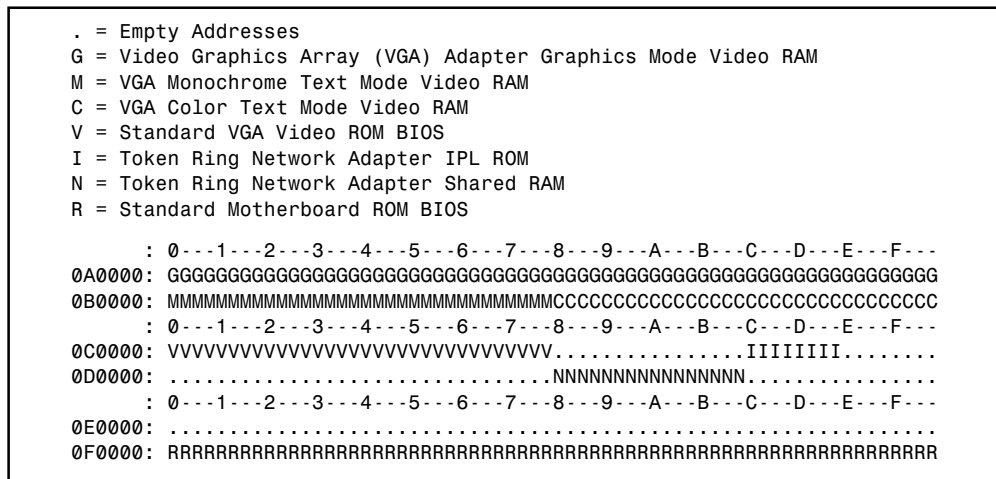 . = Empty Addresses
G = Video Graphics Array (VGA) Adapter Graphics Mode Video RAM
M = VGA Monochrome Text Mode Video RAM
C = VGA Color Text Mode Video RAM
V = Standard VGA Video ROM BIOS
I = Token Ring Network Adapter IPL ROM
N = Token Ring Network Adapter Shared RAM
R = Standard Motherboard ROM BIOS
: 0---1---2---3---4---5---6---7---8---9---A---B---C---D---E---F---
0A0000: GGGGGGGGGGGGGGGGGGGGGGGGGGGGGGGGGGGGGGGGGGGGGGGGGGGGGGGGGGGGGGGG
0B0000: MMMMMMMMMMMMMMMMMMMMMMMMMMMMMMMMCCCCCCCCCCCCCCCCCCCCCCCCCCCCCCCC
: 0---1---2---3---4---5---6---7---8---9---A---B---C---D---E---F---
0C0000: VVVVVVVVVVVVVVVVVVVVVVVVVVVVVVVV................IIIIIIII........
0D0000: ................................NNNNNNNNNNNNNNNN................
: 0---1---2---3---4---5---6---7---8---9---A---B---C---D---E---F---
0E0000: ................................................................
0F0000: RRRRRRRRRRRRRRRRRRRRRRRRRRRRRRRRRRRRRRRRRRRRRRRRRRRRRRRRRRRRRRRR